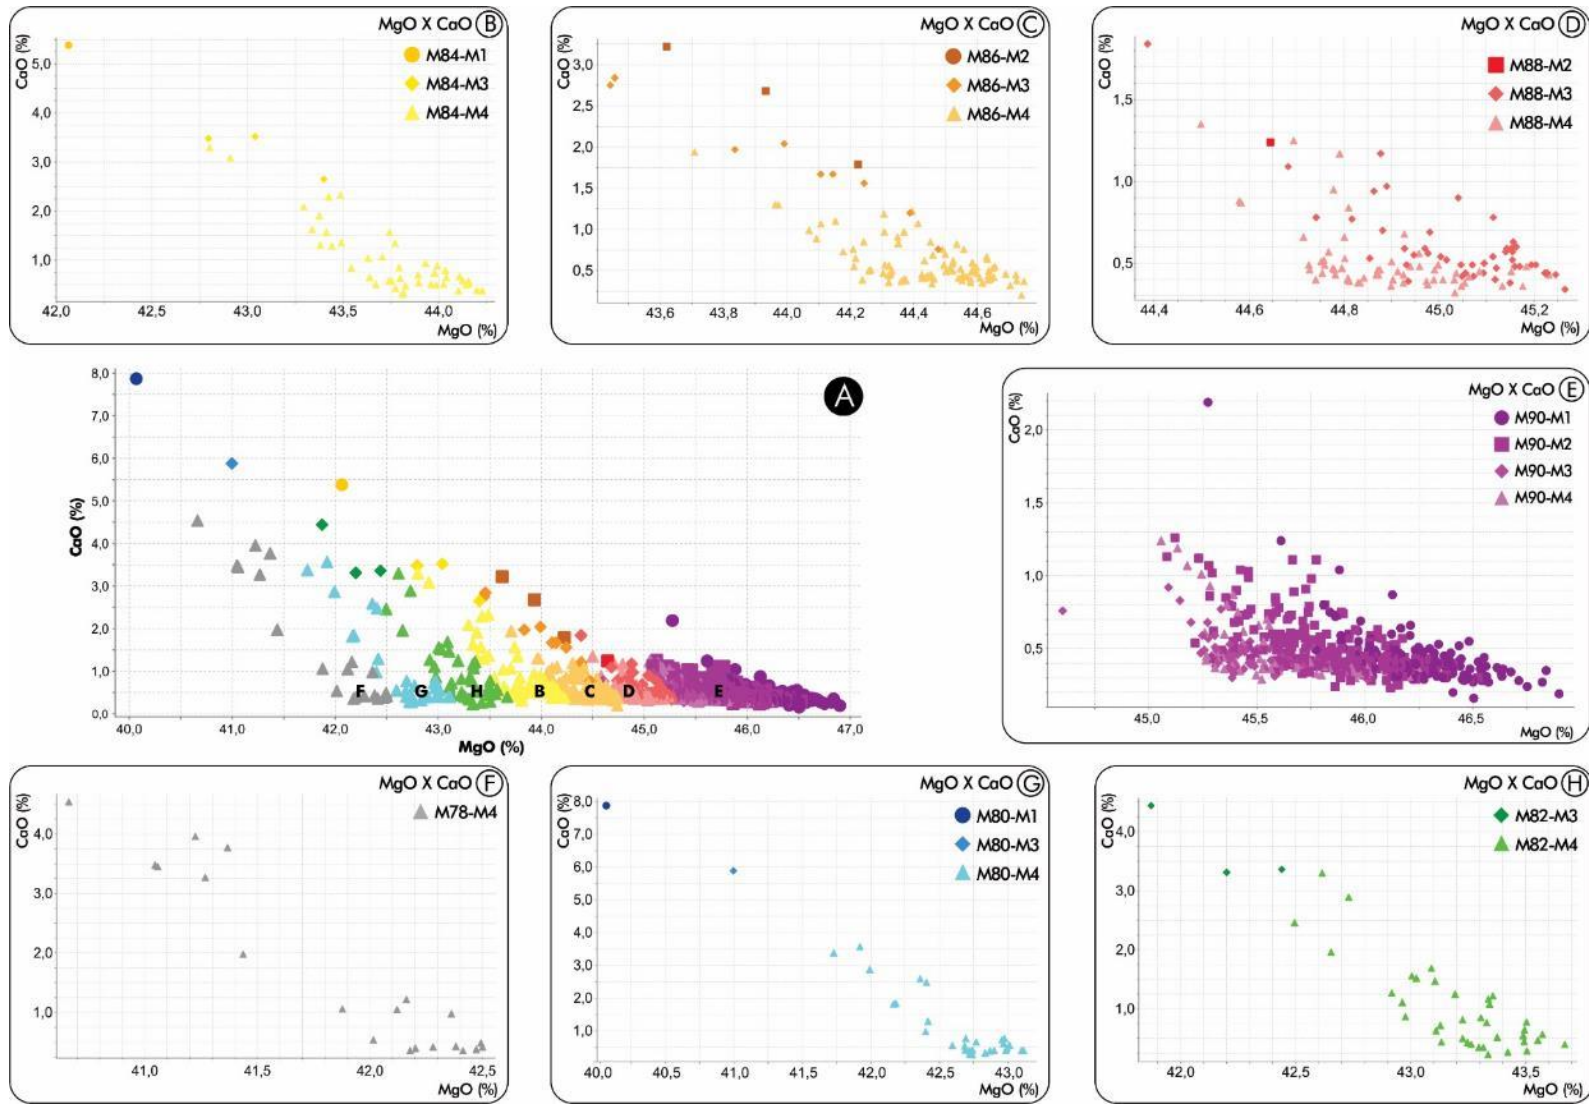 MgO X CaO B
CaO (%)
5,0
4,0
3,0
2,0
1,0
42,0 42,5 43,0 43,5 44,0
MgO (%)
M84-M1
M84-M3
M84-M4
MgO X CaO C
CaO (%)
3,0
2,5
2,0
1,5
1,0
0,5
43,6 43,8 44,0 44,2 44,4 44,6
MgO (%)
M86-M2
M86-M3
M86-M4
MgO X CaO D
CaO (%)
1,5
1,0
0,5
44,4 44,6 44,8 45,0 45,2
MgO (%)
M88-M2
M88-M3
M88-M4
A
CaO (%)
8,0
7,0
6,0
5,0
4,0
3,0
2,0
1,0
0,0
F G H B C D E
40,0 41,0 42,0 43,0 44,0 45,0 46,0 47,0
MgO (%)
MgO X CaO E
CaO (%)
2,0
1,5
1,0
0,5
45,0 45,5 46,0 46,5
MgO (%)
M90-M1
M90-M2
M90-M3
M90-M4
MgO X CaO F
CaO (%)
4,0
3,0
2,0
1,0
41,0 41,5 42,0 42,5
MgO (%)
M78-M4
MgO X CaO G
CaO (%)
8,0
7,0
6,0
5,0
4,0
3,0
2,0
1,0
40,0 40,5 41,0 41,5 42,0 42,5 43,0
MgO (%)
M80-M1
M80-M3
M80-M4
MgO X CaO H
CaO (%)
4,0
3,0
2,0
1,0
42,0 42,5 43,0 43,5
MgO (%)
M82-M3
M82-M4